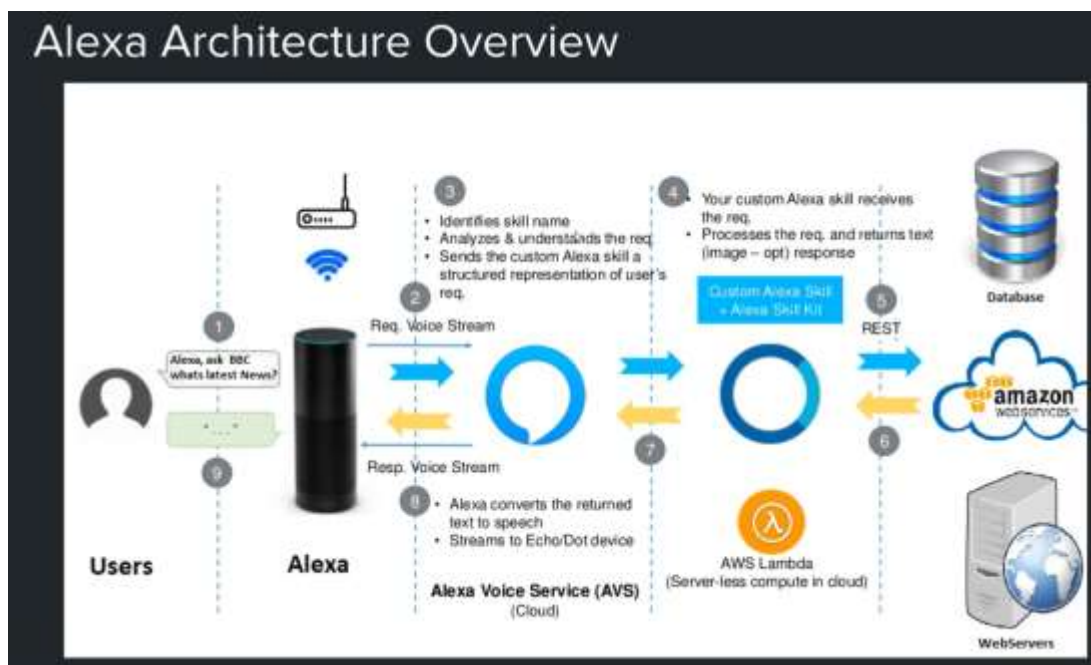 Alexa Architecture Overview
3
• Identifies skill name
• Analyzes & understands the req
• Sends the custom Alexa skill a
structured representation of user's
req.
4
• Your custom Alexa skill receives
the req.
• Processes the req. and returns text
(image – opt) response
Custom Alexa Skill
+ Alexa Skill Kit
Database
1
Alexa, ask BBC
whats latest News?
2
Req. Voice Stream
5
REST
amazon
webservices
6
7
9
Resp. Voice Stream
8
• Alexa converts the returned
text to speech
• Streams to Echo/Dot device
Users
Alexa
Alexa Voice Service (AVS)
(Cloud)
λ
AWS Lambda
(Server-less compute in cloud)
WebServers